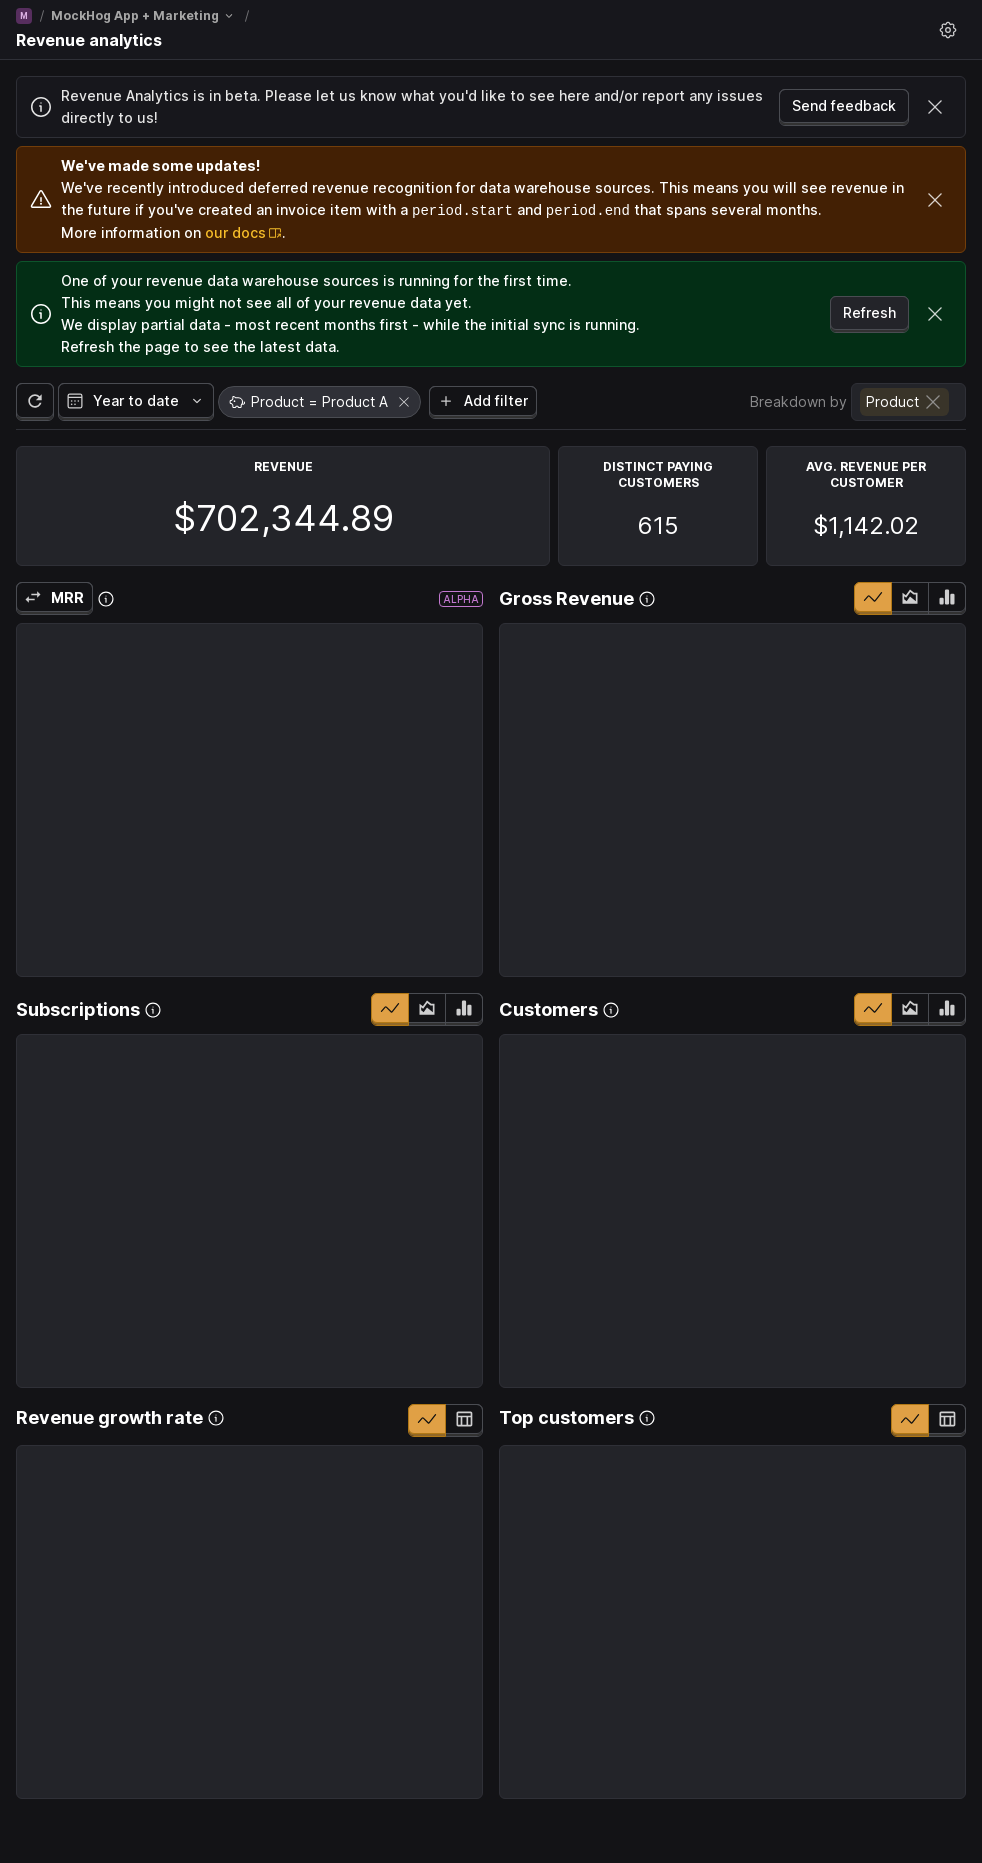 M / MockHog App + Marketing /
Revenue analytics
Revenue Analytics is in beta. Please let us know what you'd like to see here and/or report any issues
directly to us!
Send feedback
We've made some updates!
We've recently introduced deferred revenue recognition for data warehouse sources. This means you will see revenue in
the future if you've created an invoice item with a period.start and period.end that spans several months.
More information on our docs.
One of your revenue data warehouse sources is running for the first time.
This means you might not see all of your revenue data yet.
We display partial data - most recent months first - while the initial sync is running.
Refresh the page to see the latest data.
Refresh
Year to date
Product = Product A
Add filter
Breakdown by
Product
REVENUE
$702,344.89
DISTINCT PAYING
CUSTOMERS
615
AVG. REVENUE PER
CUSTOMER
$1,142.02
MRR
ALPHA
Gross Revenue
Subscriptions
Customers
Revenue growth rate
Top customers